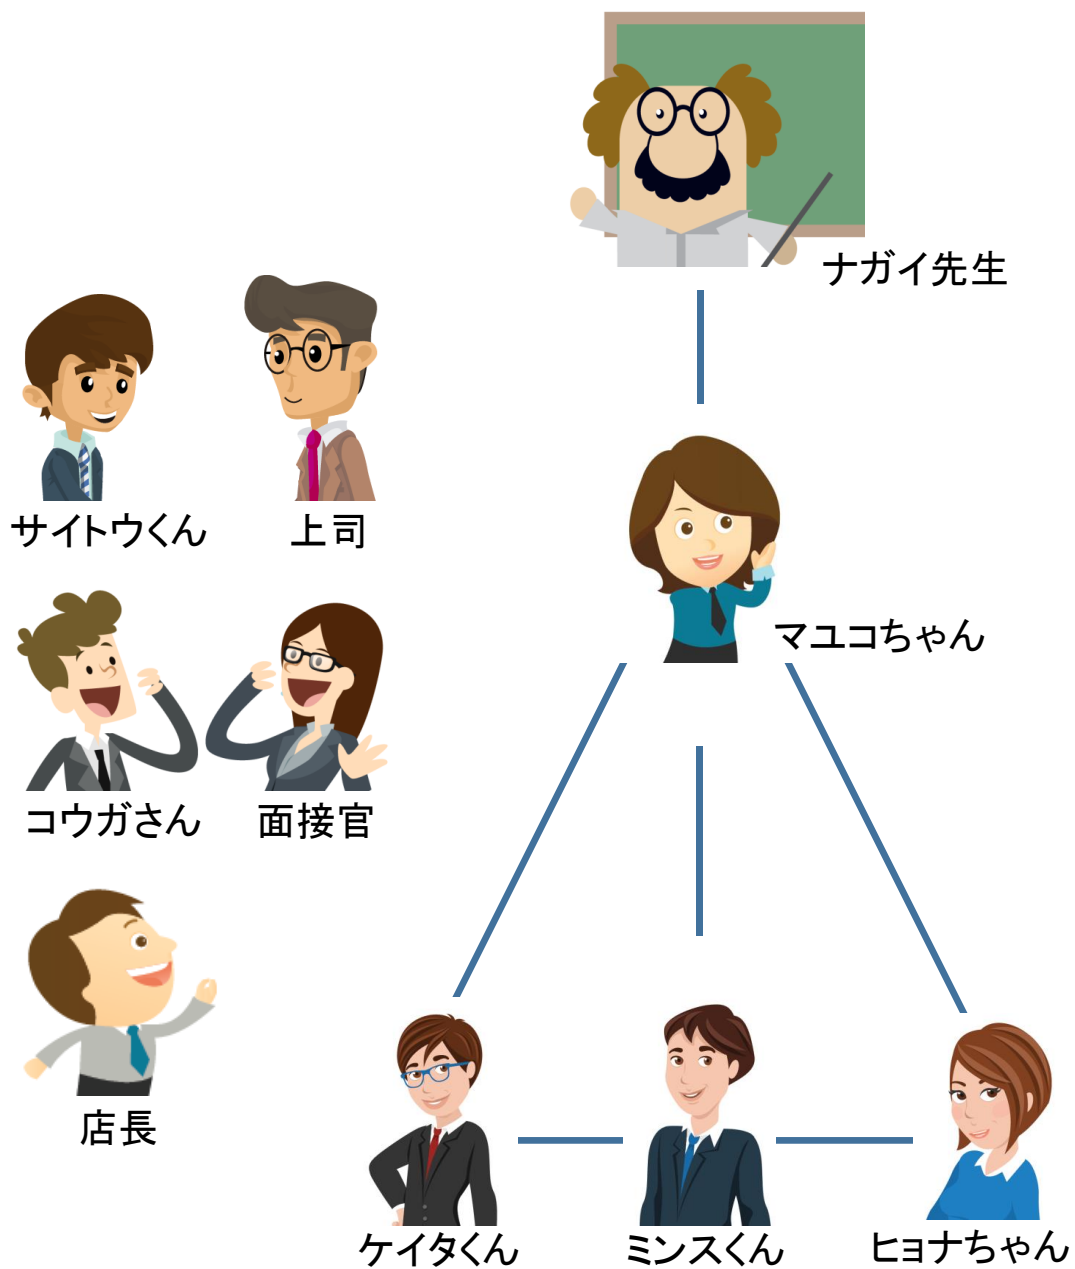 ナガイ先生
サイトウくん
上司
マユコちゃん
コウガさん
面接官
店長
ケイタくん
ミンスくん
ヒョナちゃん